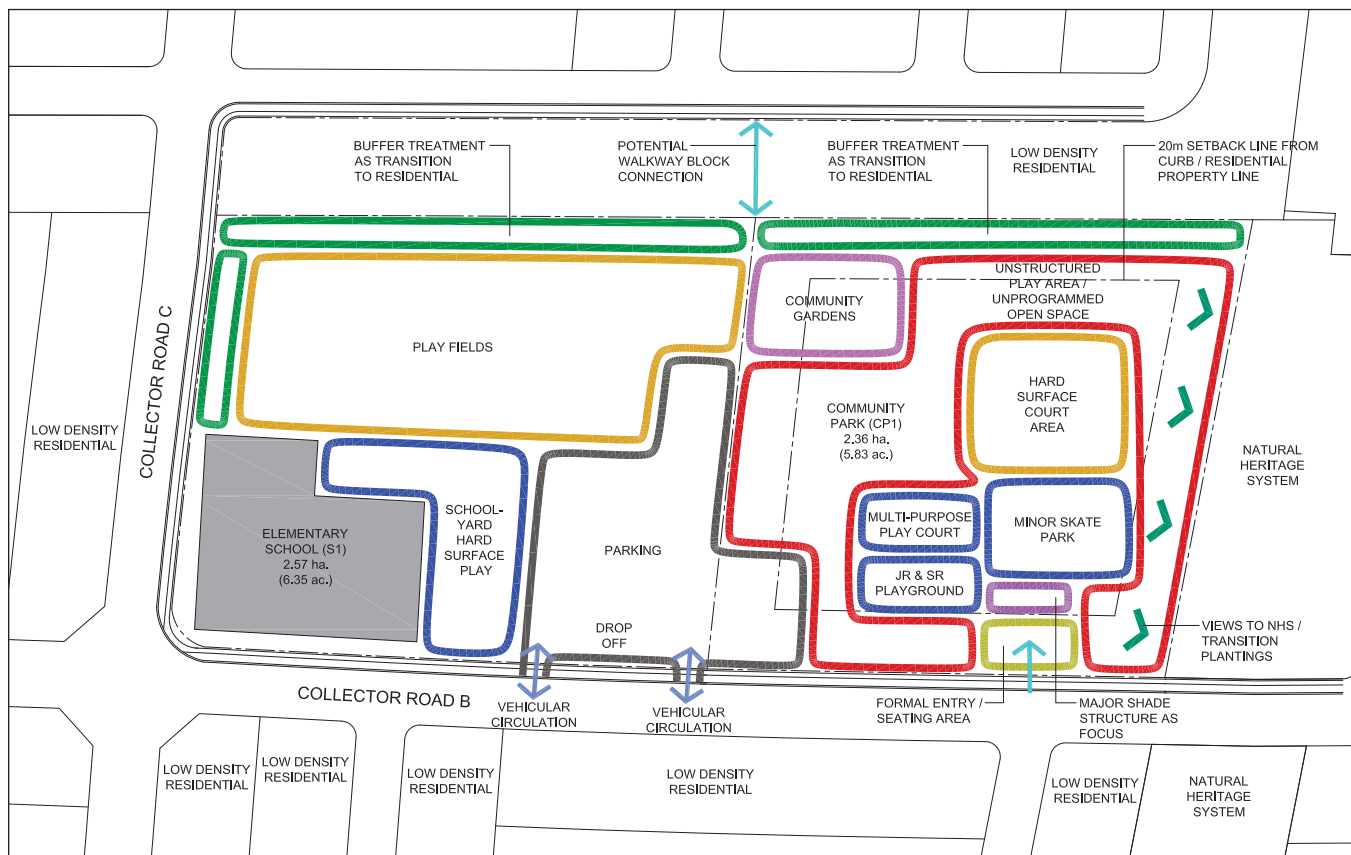 BUFFER TREATMENT
AS TRANSITION
TO RESIDENTIAL
POTENTIAL
WALKWAY BLOCK
CONNECTION
BUFFER TREATMENT
AS TRANSITION
TO RESIDENTIAL
LOW DENSITY
RESIDENTIAL
20m SETBACK LINE FROM
CURB / RESIDENTIAL
PROPERTY LINE
COLLECTOR ROAD C
LOW DENSITY
RESIDENTIAL
PLAY FIELDS
COMMUNITY
GARDENS
UNSTRUCTURED
PLAY AREA /
UNPROGRAMMED
OPEN SPACE
HARD
SURFACE
COURT
AREA
COMMUNITY
PARK (CP1)
2.36 ha.
(5.83 ac.)
NATURAL
HERITAGE
SYSTEM
ELEMENTARY
SCHOOL (S1)
2.57 ha.
(6.35 ac.)
SCHOOL-
YARD
HARD
SURFACE
PLAY
PARKING
MULTI-PURPOSE
PLAY COURT
MINOR SKATE
PARK
JR & SR
PLAYGROUND
DROP
OFF
VIEWS TO NHS /
TRANSITION
PLANTINGS
COLLECTOR ROAD B
VEHICULAR
CIRCULATION
VEHICULAR
CIRCULATION
FORMAL ENTRY /
SEATING AREA
MAJOR SHADE
STRUCTURE AS
FOCUS
LOW DENSITY
RESIDENTIAL
LOW DENSITY
RESIDENTIAL
LOW DENSITY
RESIDENTIAL
LOW DENSITY
RESIDENTIAL
LOW DENSITY
RESIDENTIAL
NATURAL
HERITAGE
SYSTEM